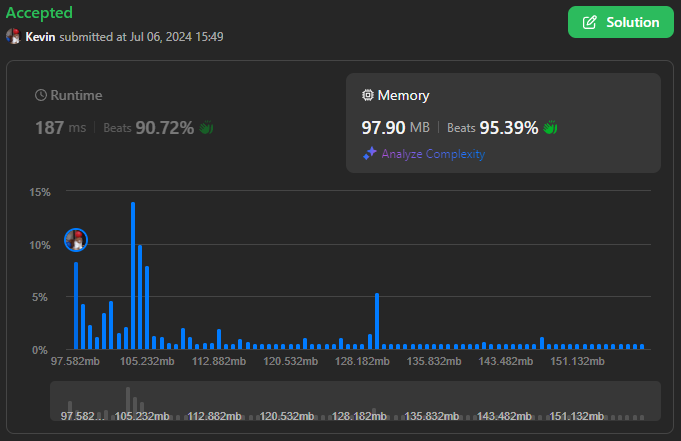 Accepted
Kevin submitted at Jul 06, 2024 15:49
Solution
Runtime
187 ms Beats 90.72%
Memory
97.90 MB Beats 95.39%
Analyze Complexity
15%
10%
5%
0%
97.582mb 105.232mb 112.882mb 120.532mb 128.182mb 135.832mb 143.482mb 151.132mb
97.582... 105.232mb 112.882mb 120.532mb 128.182mb 135.832mb 143.482mb 151.132mb